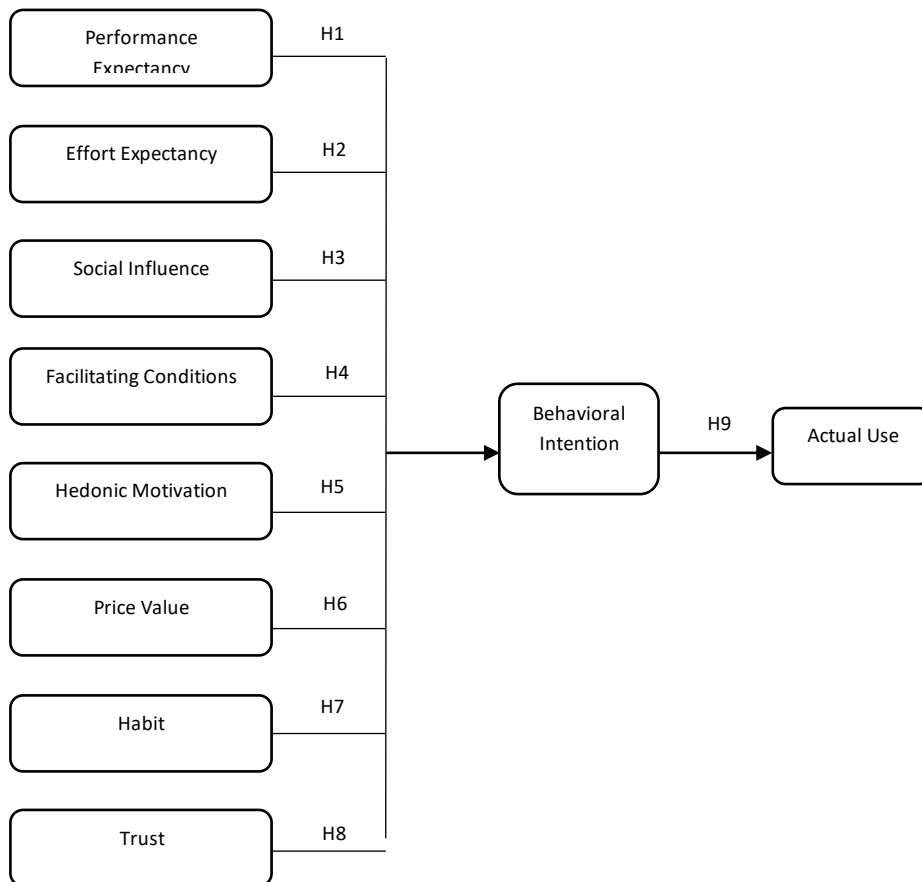 Performance
Expectancy
H1
Effort Expectancy
H2
Social Influence
H3
Facilitating Conditions
H4
Hedonic Motivation
H5
Price Value
H6
Habit
H7
Trust
H8
Behavioral
Intention
H9
Actual Use